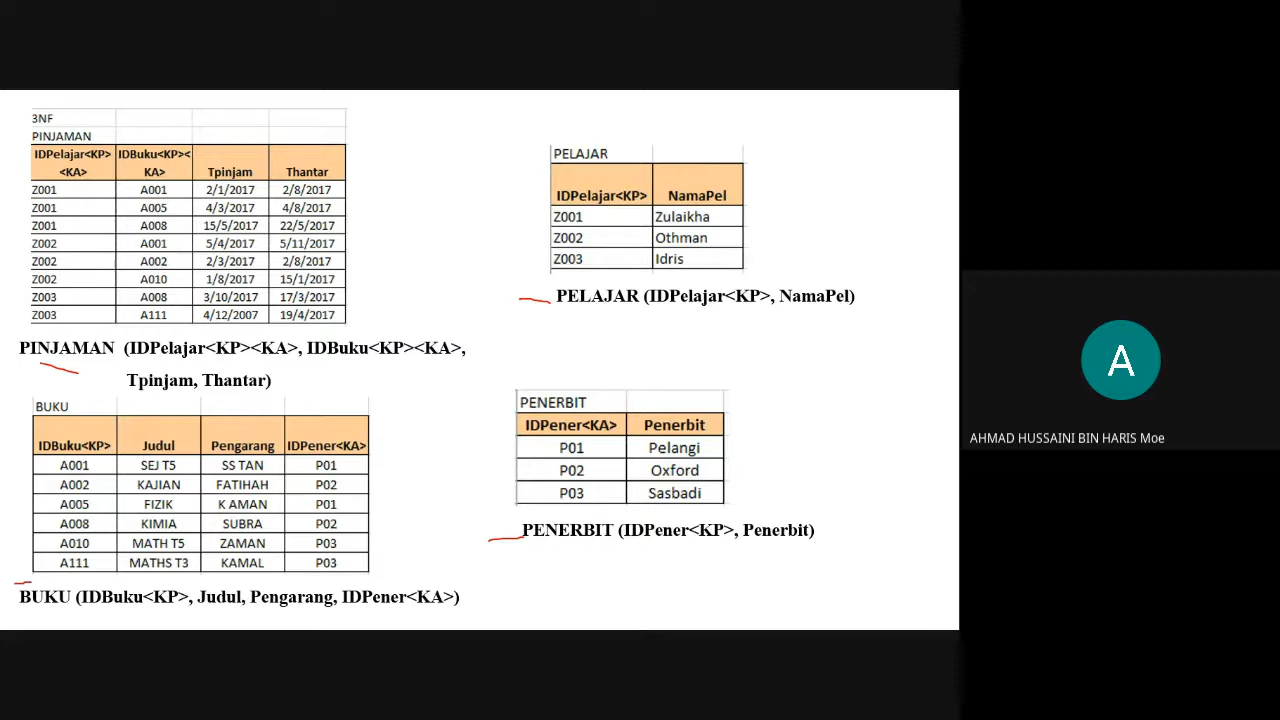 3NF
PINJAMAN
IDPelajar<KP><KA> IDBuku<KP><KA> Tpinjam Thantar
Z001 A001 2/1/2017 2/8/2017
Z001 A005 4/3/2017 4/8/2017
Z001 A008 15/5/2017 22/5/2017
Z002 A001 5/4/2017 5/11/2017
Z002 A002 2/3/2017 2/8/2017
Z002 A010 1/8/2017 15/1/2017
Z003 A008 3/10/2017 17/3/2017
Z003 A111 4/12/2007 19/4/2017
PINJAMAN (IDPelajar<KP><KA>, IDBuku<KP><KA>,
Tpinjam, Thantar)
PELAJAR
IDPelajar<KP> NamaPel
Z001 Zulaikha
Z002 Othman
Z003 Idris
PELAJAR (IDPelajar<KP>, NamaPel)
BUKU
IDBuku<KP> Judul Pengarang IDPener<KA>
A001 SEJ T5 SS TAN P01
A002 KAJIAN FATIHAH P02
A005 FIZIK K AMAN P01
A008 KIMIA SUBRA P02
A010 MATH T5 ZAMAN P03
A111 MATHS T3 KAMAL P03
BUKU (IDBuku<KP>, Judul, Pengarang, IDPener<KA>)
PENERBIT
IDPener<KA> Penerbit
P01 Pelangi
P02 Oxford
P03 Sasbadi
PENERBIT (IDPener<KP>, Penerbit)
A
AHMAD HUSSAINI BIN HARIS Moe